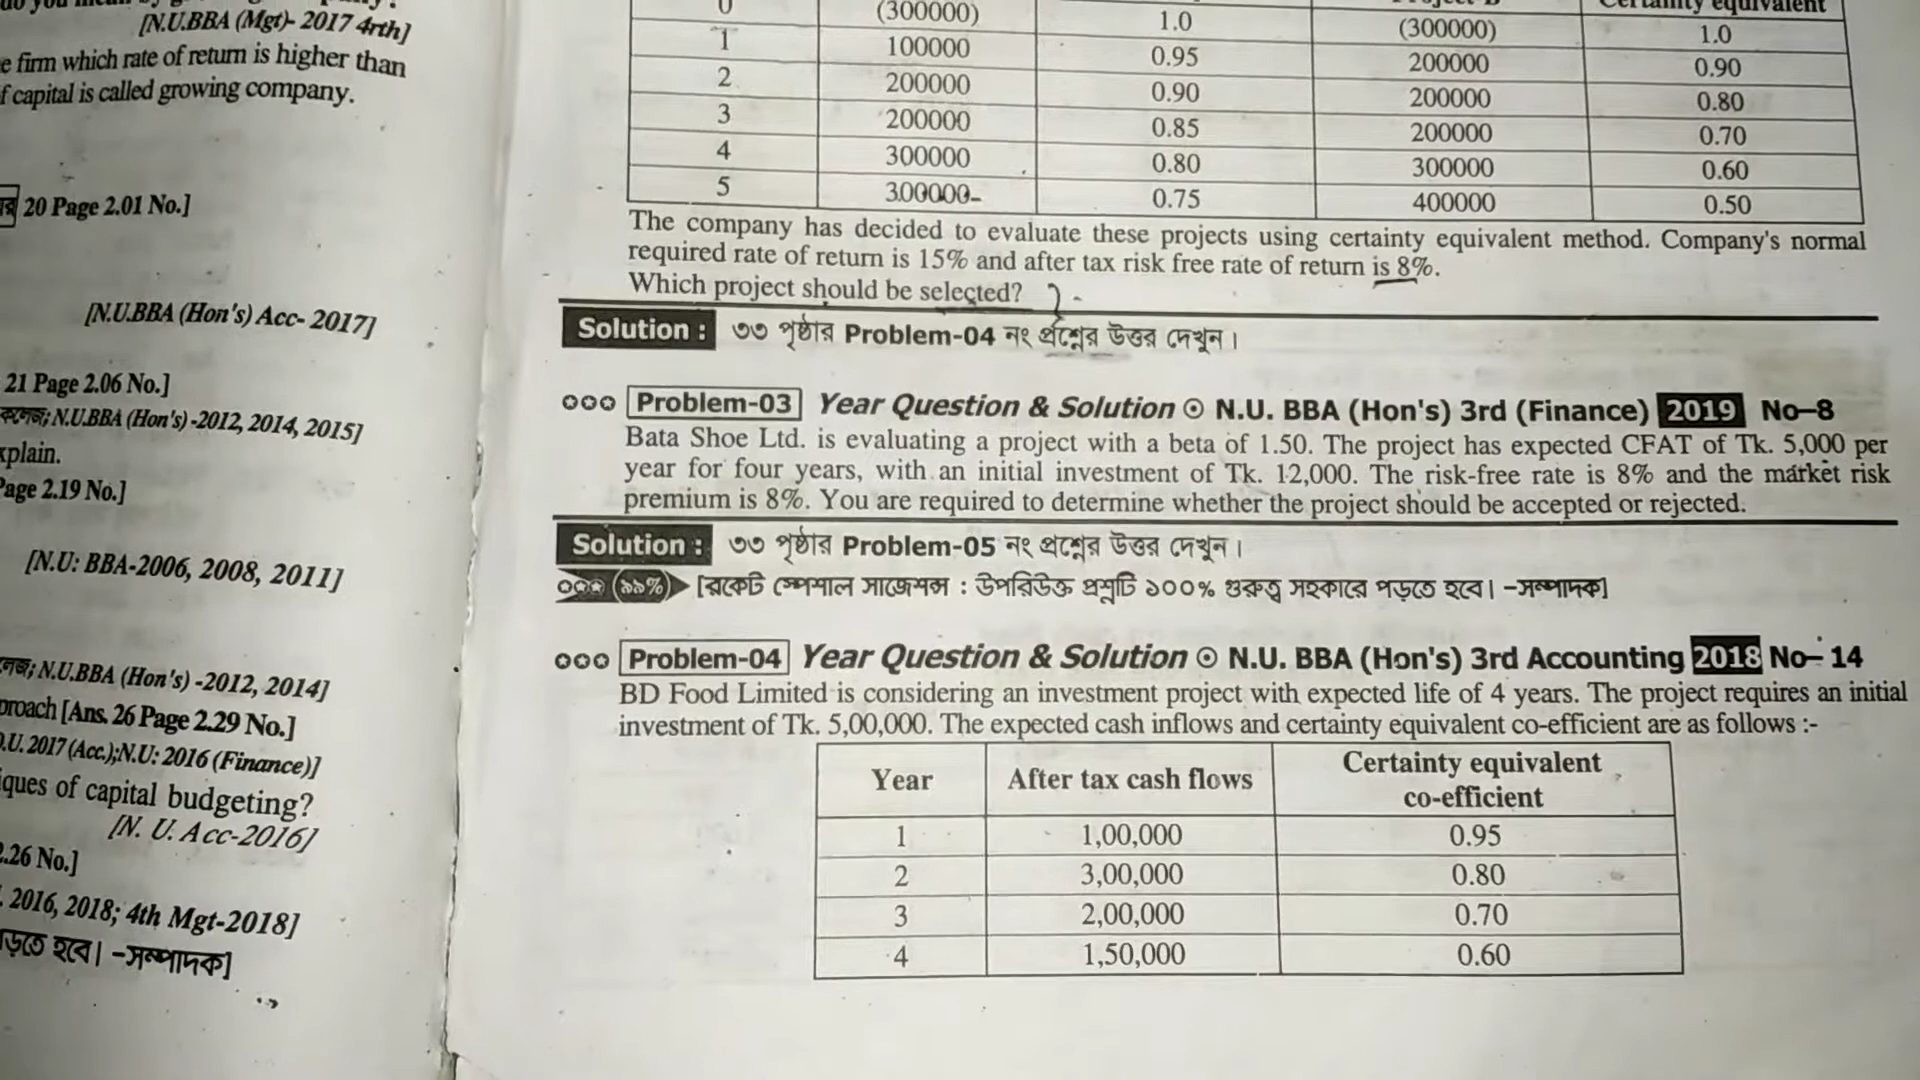 [N.U.BBA (Mgt)- 2017 4rth]
e firm which rate of return is higher than
f capital is called growing company.
20 Page 2.01 No.]
[N.U.BBA (Hon's) Acc- 2017]
21 Page 2.06 No.]
কলেজ; N.U.BBA (Hon's) -2012, 2014, 2015]
xplain.
Page 2.19 No.]
[N.U: BBA-2006, 2008, 2011]
N.U.BBA (Hon's) -2012, 2014]
proach [Ans. 26 Page 2.29 No.]
.U. 2017 (Acc.);N.U: 2016 (Finance)]
iques of capital budgeting?
[N. U. Acc-2016]
.26 No.]
. 2016, 2018; 4th Mgt-2018]
ড়তে হবে। -সম্পাদক]
Certainty equivalent
0 (300000) 1.0 (300000) 1.0
1 100000 0.95 200000 0.90
2 200000 0.90 200000 0.80
3 200000 0.85 200000 0.70
4 300000 0.80 300000 0.60
5 300000 0.75 400000 0.50
The company has decided to evaluate these projects using certainty equivalent method. Company's normal
required rate of return is 15% and after tax risk free rate of return is 8%.
Which project should be selected?
Solution : ৩৩ পৃষ্ঠার Problem-04 নং প্রশ্নের উত্তর দেখুন।
Problem-03 Year Question & Solution ⊙ N.U. BBA (Hon's) 3rd (Finance) 2019 No-8
Bata Shoe Ltd. is evaluating a project with a beta of 1.50. The project has expected CFAT of Tk. 5,000 per
year for four years, with an initial investment of Tk. 12,000. The risk-free rate is 8% and the market risk
premium is 8%. You are required to determine whether the project should be accepted or rejected.
Solution : ৩৩ পৃষ্ঠার Problem-05 নং প্রশ্নের উত্তর দেখুন।
৯৯% [রকেট স্পেশাল সাজেশন্স : উপরিউক্ত প্রশ্নটি ১০০% গুরুত্ব সহকারে পড়তে হবে। -সম্পাদক]
Problem-04 Year Question & Solution ⊙ N.U. BBA (Hon's) 3rd Accounting 2018 No- 14
BD Food Limited is considering an investment project with expected life of 4 years. The project requires an initial
investment of Tk. 5,00,000. The expected cash inflows and certainty equivalent co-efficient are as follows :-
Year After tax cash flows Certainty equivalent co-efficient
1 1,00,000 0.95
2 3,00,000 0.80
3 2,00,000 0.70
4 1,50,000 0.60